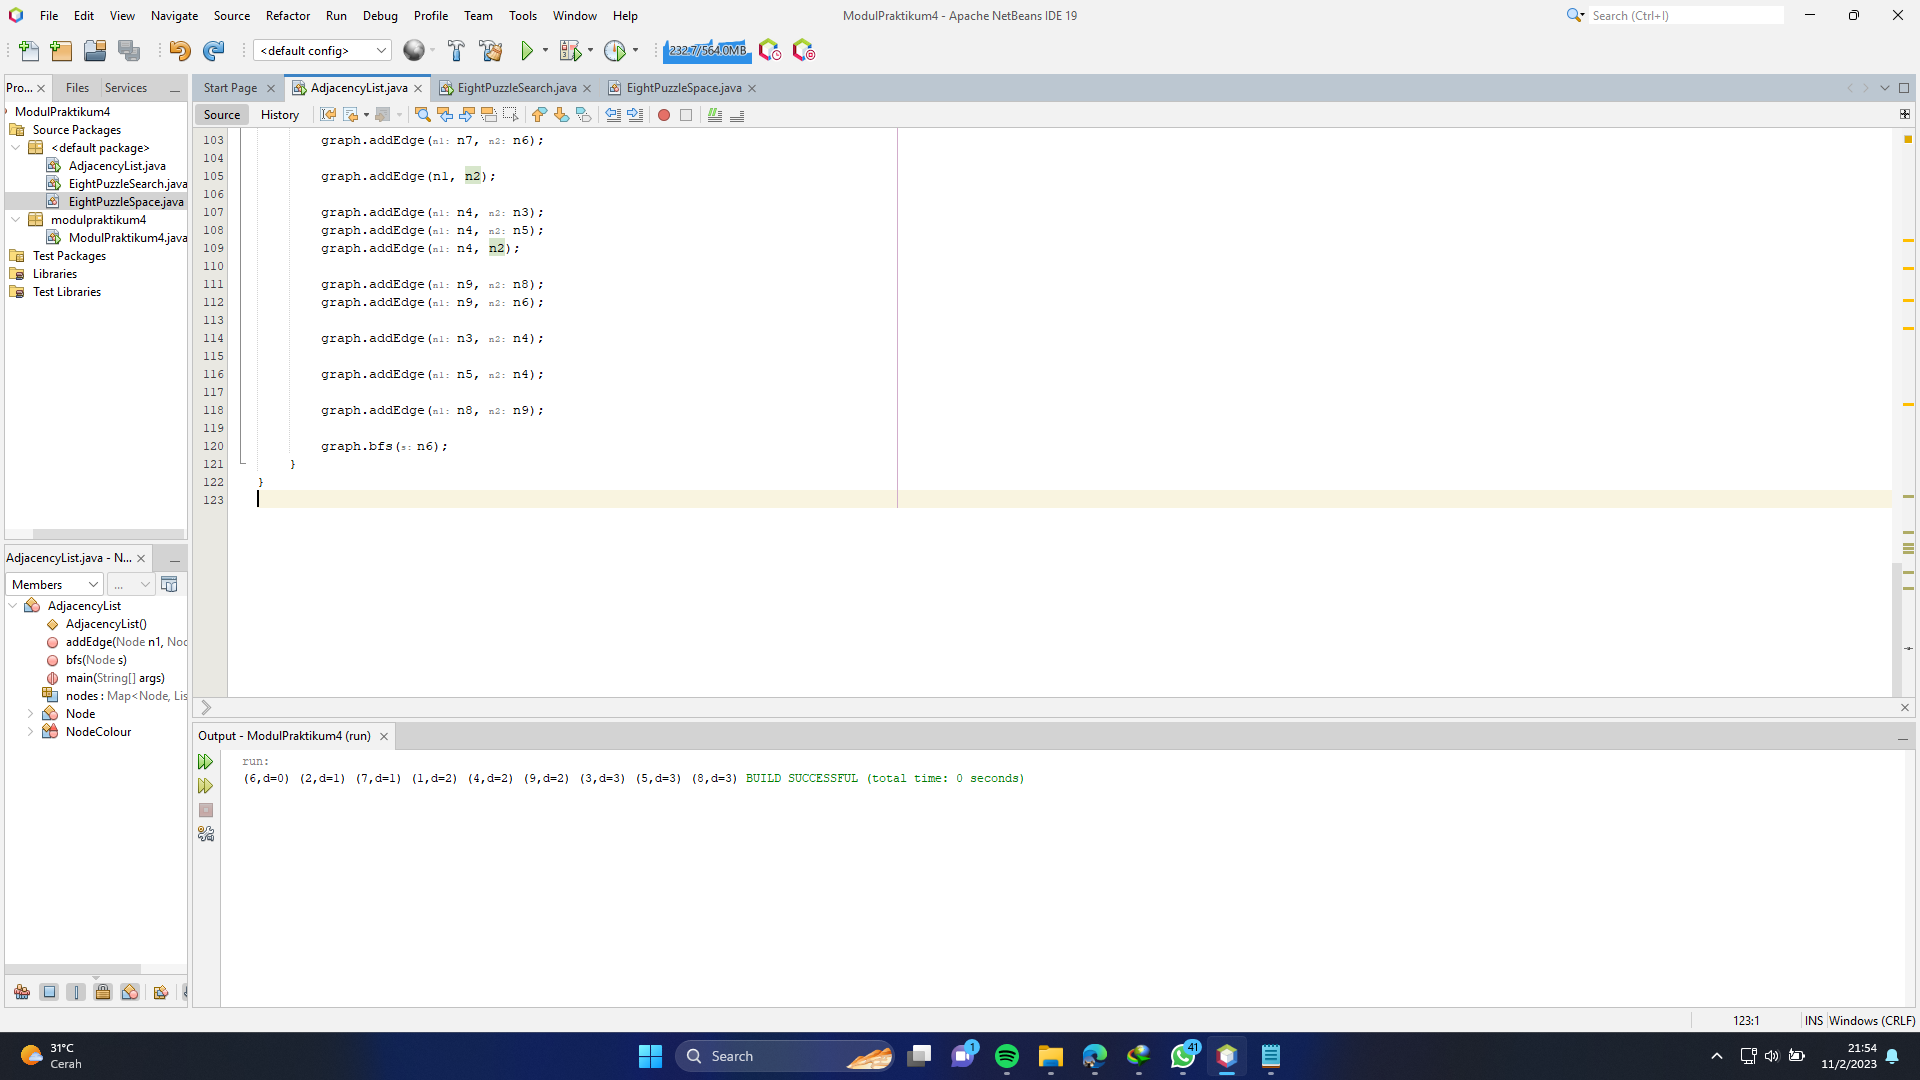 File Edit View Navigate Source Refactor Run Debug Profile Team Tools Window Help
ModulPraktikum4 - Apache NetBeans IDE 19
Search (Ctrl+I)
<default config>
232.7/564.0MB
Pro... Files Services
Start Page AdjacencyList.java EightPuzzleSearch.java EightPuzzleSpace.java
Source History
ModulPraktikum4
Source Packages
<default package>
AdjacencyList.java
EightPuzzleSearch.java
EightPuzzleSpace.java
modulpraktikum4
ModulPraktikum4.java
Test Packages
Libraries
Test Libraries
103 graph.addEdge(n1: n7, n2: n6);
104
105 graph.addEdge(n1, n2);
106
107 graph.addEdge(n1: n4, n2: n3);
108 graph.addEdge(n1: n4, n2: n5);
109 graph.addEdge(n1: n4, n2);
110
111 graph.addEdge(n1: n9, n2: n8);
112 graph.addEdge(n1: n9, n2: n6);
113
114 graph.addEdge(n1: n3, n2: n4);
115
116 graph.addEdge(n1: n5, n2: n4);
117
118 graph.addEdge(n1: n8, n2: n9);
119
120 graph.bfs(s: n6);
121 }
122 }
123
AdjacencyList.java - N...
Members ...
AdjacencyList
AdjacencyList()
addEdge(Node n1, Noc
bfs(Node s)
main(String[] args)
nodes : Map<Node, Lis
Node
NodeColour
Output - ModulPraktikum4 (run)
run:
(6,d=0) (2,d=1) (7,d=1) (1,d=2) (4,d=2) (9,d=2) (3,d=3) (5,d=3) (8,d=3) BUILD SUCCESSFUL (total time: 0 seconds)
123:1 INS Windows (CRLF)
31°C
Cerah
Search
1
41
21:54
11/2/2023